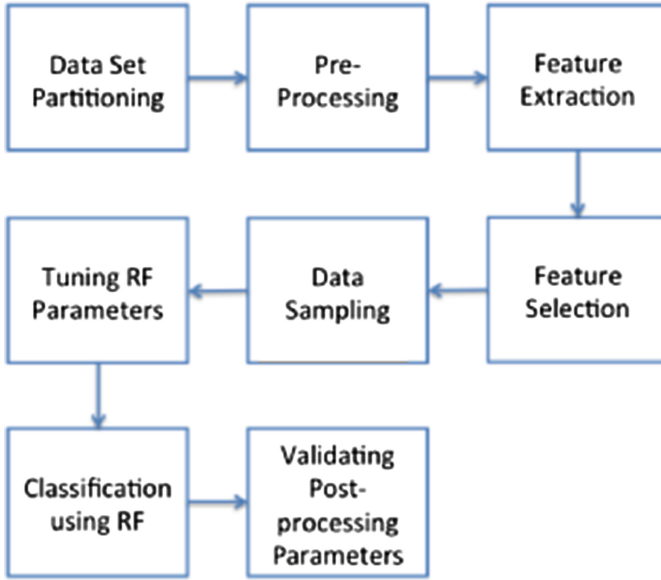 Data Set
Partitioning
Pre-
Processing
Feature
Extraction
Feature
Selection
Data
Sampling
Tuning RF
Parameters
Classification
using RF
Validating
Post-
processing
Parameters